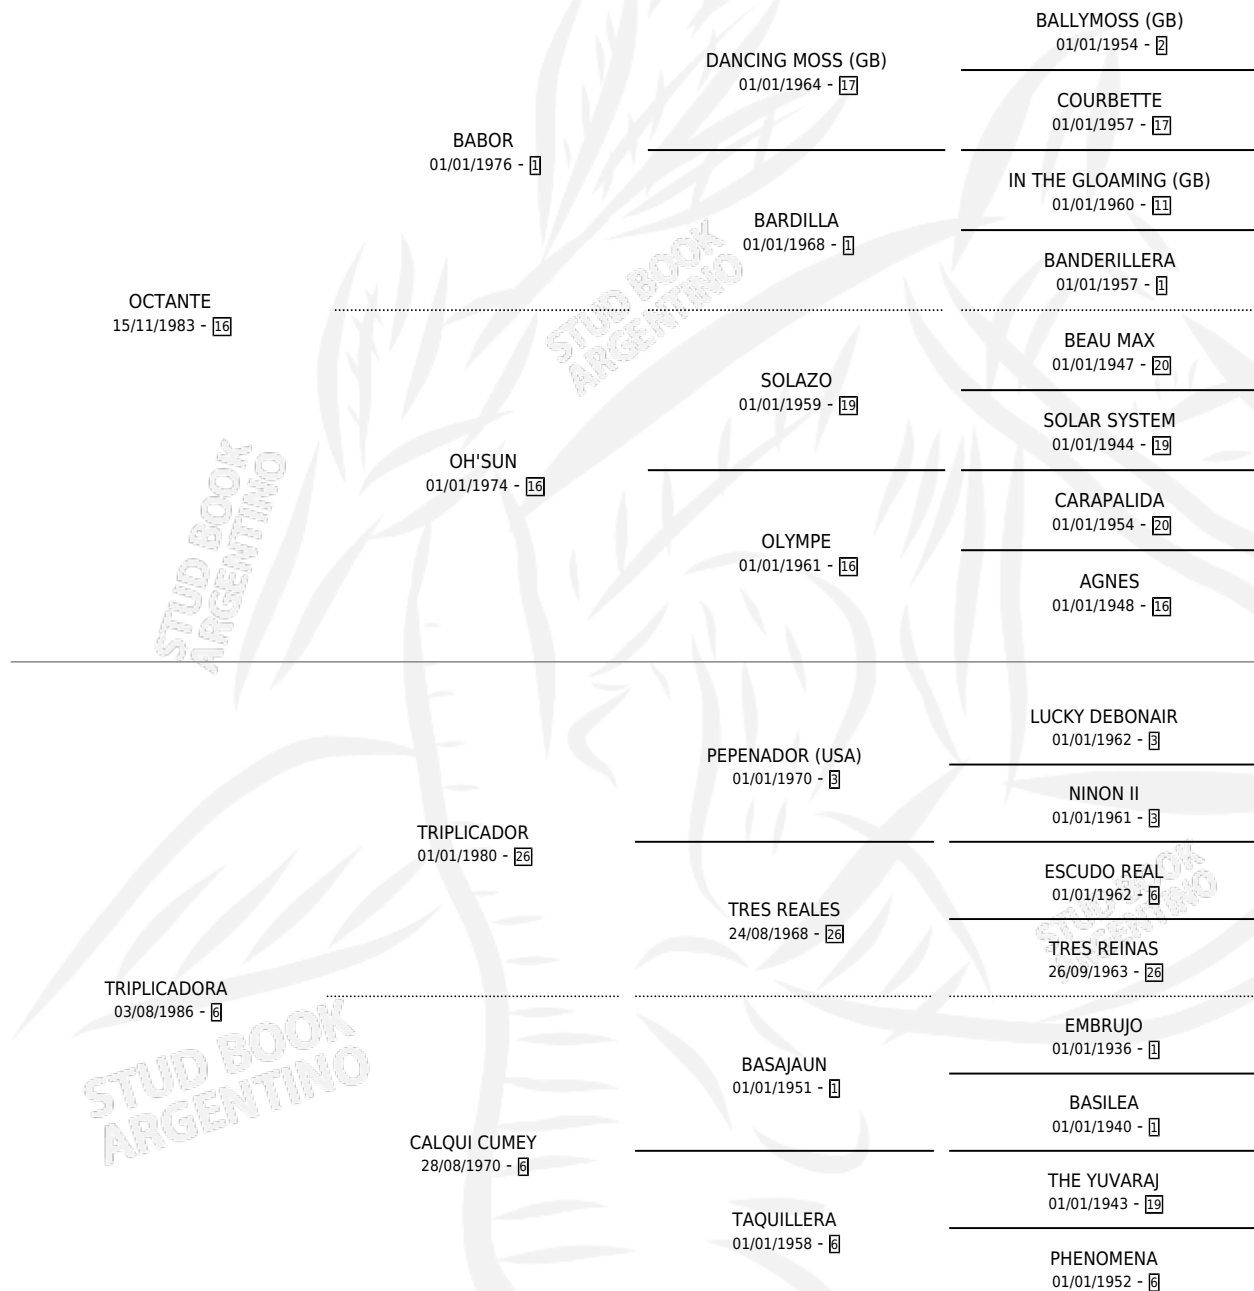 BALLYMOSS (GB)
01/01/1954 - 2
DANCING MOSS (GB)
01/01/1964 - 17
COURBETTE
01/01/1957 - 17
BABOR
01/01/1976 - 1
IN THE GLOAMING (GB)
01/01/1960 - 11
BARDILLA
01/01/1968 - 1
BANDERILLERA
01/01/1957 - 1
STUD BOOK
ARGENTINO
OCTANTE
15/11/1983 - 16
BEAU MAX
01/01/1947 - 20
SOLAZO
01/01/1959 - 19
SOLAR SYSTEM
01/01/1944 - 19
OH'SUN
01/01/1974 - 16
CARAPALIDA
01/01/1954 - 20
OLYMPE
01/01/1961 - 16
AGNES
01/01/1948 - 16
STUD BOOK
ARGENTINO
LUCKY DEBONAIR
01/01/1962 - 3
PEPENADOR (USA)
01/01/1970 - 3
NINON II
01/01/1961 - 3
TRIPLICADOR
01/01/1980 - 26
ESCUDO REAL
01/01/1962 - 6
TRES REALES
24/08/1968 - 26
TRES REINAS
26/09/1963 - 26
STUD BOOK
ARGENTINO
TRIPLICADORA
03/08/1986 - 6
EMBRUJO
01/01/1936 - 1
BASAJAUN
01/01/1951 - 1
BASILEA
01/01/1940 - 1
STUD BOOK
ARGENTINO
CALQUI CUMEY
28/08/1970 - 6
THE YUVARAJ
01/01/1943 - 19
TAQUILLERA
01/01/1958 - 6
PHENOMENA
01/01/1952 - 6